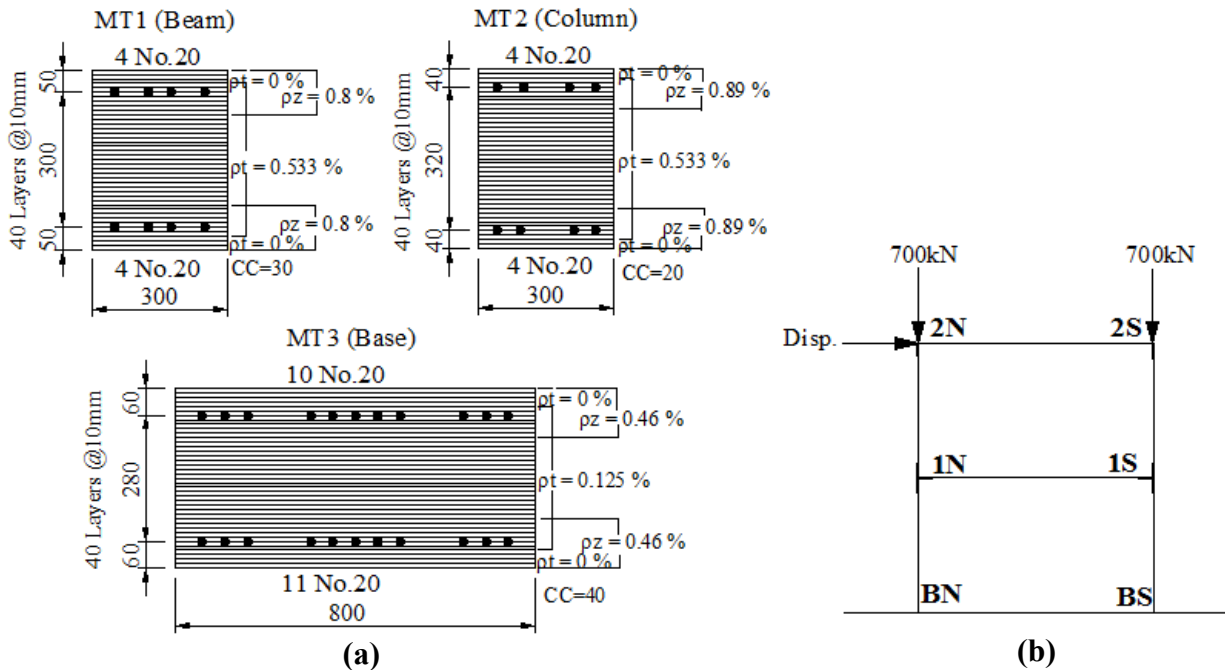 MT1 (Beam)
4 No.20
50
300
50
40 Layers @10mm
ρt = 0 %
ρz = 0.8 %
ρt = 0.533 %
ρz = 0.8 %
ρt = 0%
4 No.20
CC=30
300
MT2 (Column)
4 No.20
40
320
40
40 Layers @10mm
ρt = 0 %
ρz = 0.89 %
ρt = 0.533 %
ρz = 0.89 %
ρt = 0%
4 No.20
CC=20
300
MT3 (Base)
10 No.20
60
280
60
40 Layers @10mm
ρt = 0 %
ρz = 0.46 %
ρt = 0.125 %
ρz = 0.46 %
ρt = 0%
11 No.20
CC=40
800
(a)
700kN 700kN
Disp. 2N 2S
1N 1S
BN BS
(b)